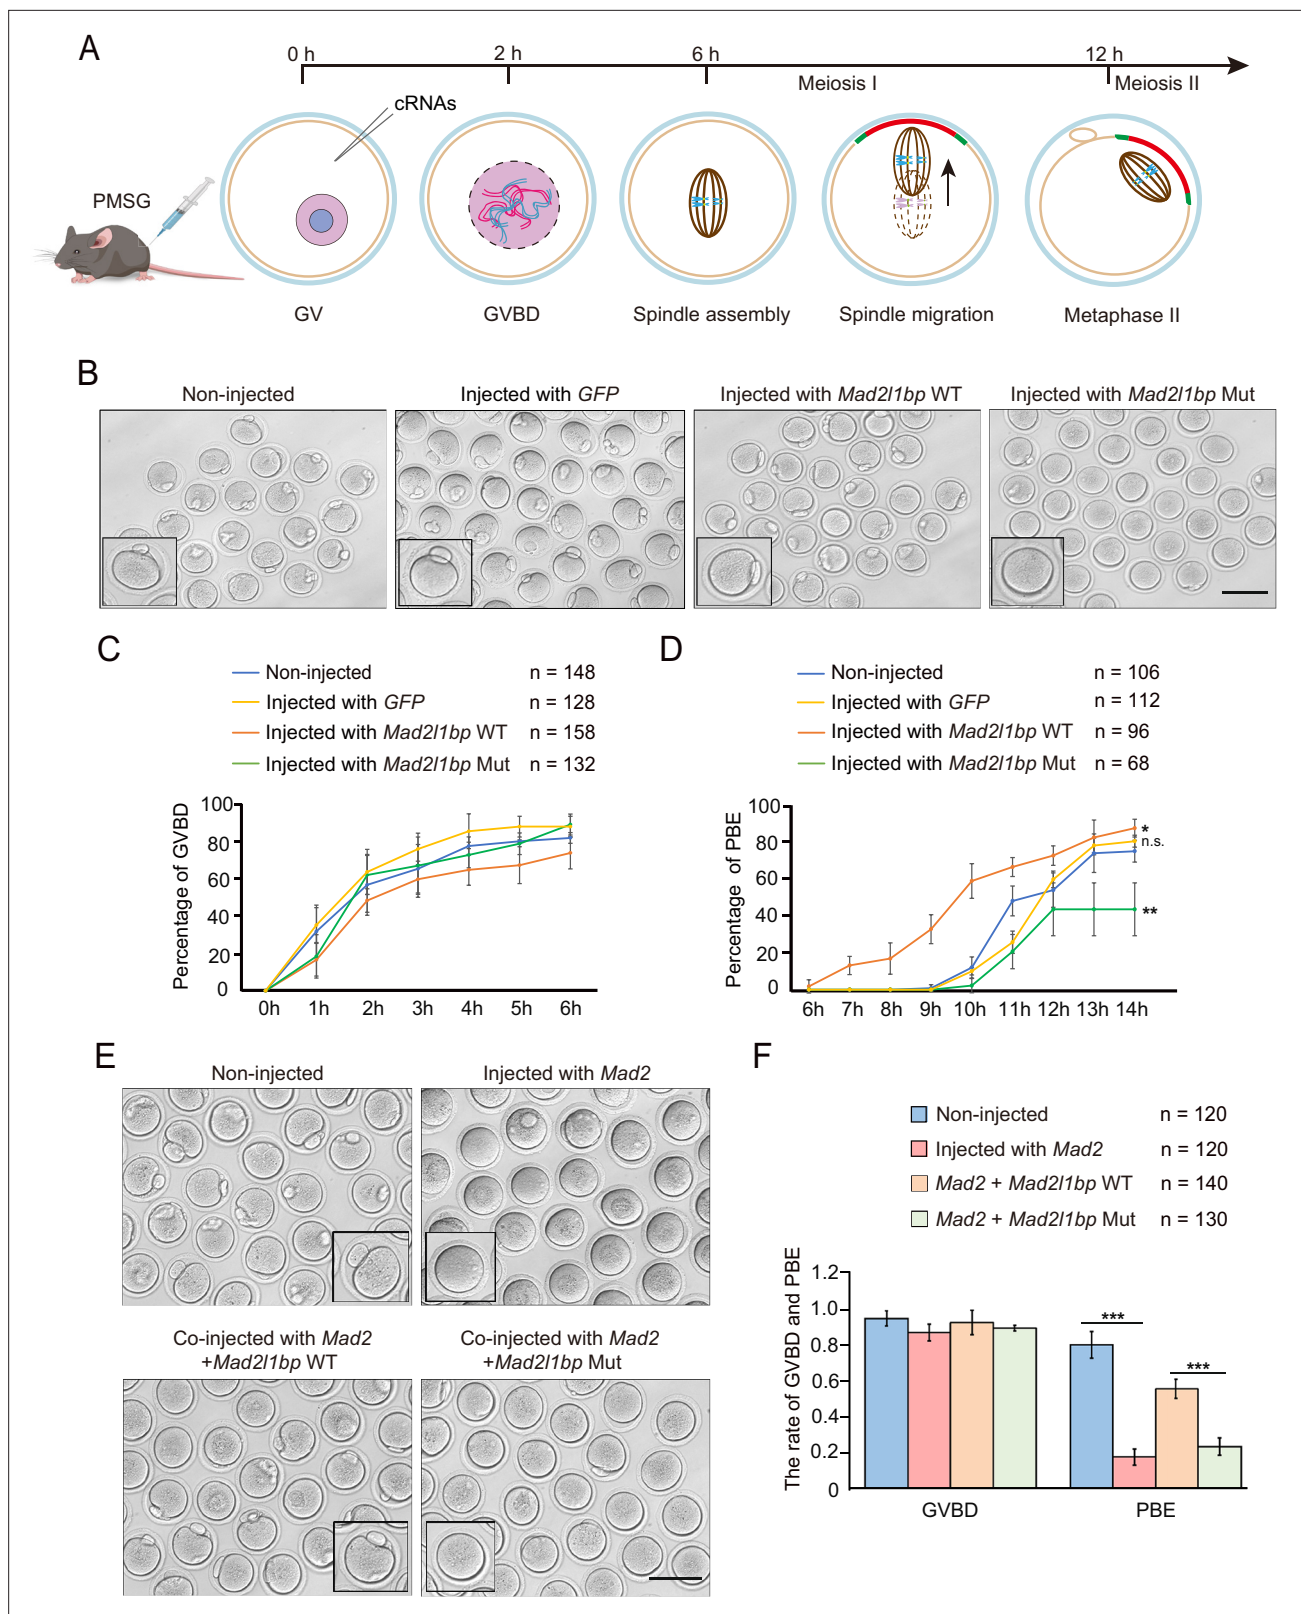 A
0 h
2 h
6 h
12 h
Meiosis I
Meiosis II
cRNAs
PMSG
GV
GVBD
Spindle assembly
Spindle migration
Metaphase II
B
Non-injected
Injected with GFP
Injected with Mad2l1bp WT
Injected with Mad2l1bp Mut
C
Non-injected n = 148
Injected with GFP n = 128
Injected with Mad2l1bp WT n = 158
Injected with Mad2l1bp Mut n = 132
Percentage of GVBD
100
80
60
40
20
0
0h 1h 2h 3h 4h 5h 6h
D
Non-injected n = 106
Injected with GFP n = 112
Injected with Mad2l1bp WT n = 96
Injected with Mad2l1bp Mut n = 68
Percentage of PBE
100
80
60
40
20
0
*
n.s.
**
6h 7h 8h 9h 10h 11h 12h 13h 14h
E
Non-injected
Injected with Mad2
Co-injected with Mad2
+Mad2l1bp WT
Co-injected with Mad2
+Mad2l1bp Mut
F
Non-injected n = 120
Injected with Mad2 n = 120
Mad2 + Mad2l1bp WT n = 140
Mad2 + Mad2l1bp Mut n = 130
The rate of GVBD and PBE
1.2
1.0
0.8
0.6
0.4
0.2
0
***
***
GVBD
PBE